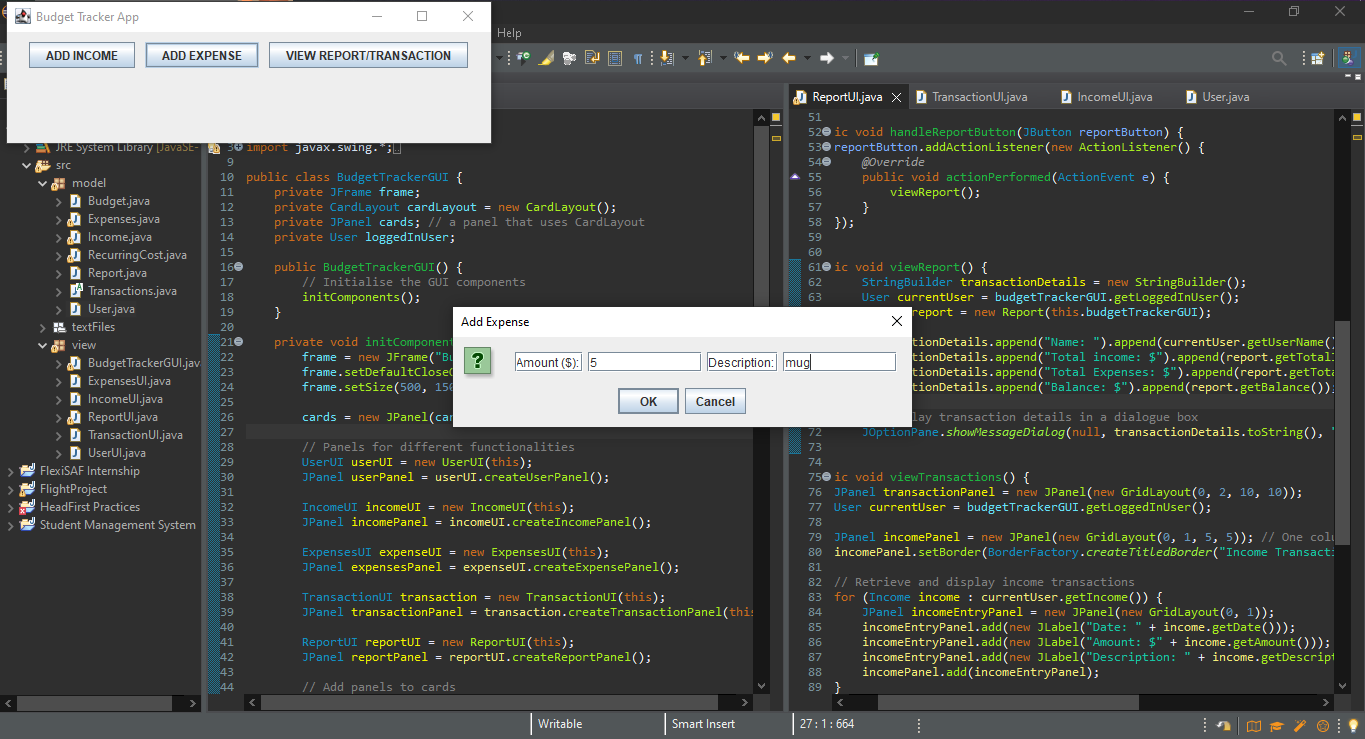 Budget Tracker App
ADD INCOME ADD EXPENSE VIEW REPORT/TRANSACTION
Help
JRE System Library [JavaSE-
src
model
Budget.java
Expenses.java
Income.java
RecurringCost.java
Report.java
Transactions.java
User.java
textFiles
view
BudgetTrackerGUI.jav
ExpensesUI.java
IncomeUI.java
ReportUI.java
TransactionUI.java
UserUI.java
FlexiSAF Internship
FlightProject
HeadFirst Practices
Student Management System
3 import javax.swing.*;
9
10 public class BudgetTrackerGUI {
11 private JFrame frame;
12 private CardLayout cardLayout = new CardLayout();
13 private JPanel cards; // a panel that uses CardLayout
14 private User loggedInUser;
15
16 public BudgetTrackerGUI() {
17 // Initialise the GUI components
18 initComponents();
19 }
20
21 private void initComponent
22 frame = new JFrame("Bu
23 frame.setDefaultCloseO
24 frame.setSize(500, 150
25
26 cards = new JPanel(car
27
28 // Panels for different functionalities
29 UserUI userUI = new UserUI(this);
30 JPanel userPanel = userUI.createUserPanel();
31
32 IncomeUI incomeUI = new IncomeUI(this);
33 JPanel incomePanel = incomeUI.createIncomePanel();
34
35 ExpensesUI expenseUI = new ExpensesUI(this);
36 JPanel expensesPanel = expenseUI.createExpensePanel();
37
38 TransactionUI transaction = new TransactionUI(this);
39 JPanel transactionPanel = transaction.createTransactionPanel(this
40
41 ReportUI reportUI = new ReportUI(this);
42 JPanel reportPanel = reportUI.createReportPanel();
43
44 // Add panels to cards
Add Expense
Amount ($): 5 Description: mug
OK Cancel
ReportUI.java TransactionUI.java IncomeUI.java User.java
51
52 ic void handleReportButton(JButton reportButton) {
53 reportButton.addActionListener(new ActionListener() {
54 @Override
55 public void actionPerformed(ActionEvent e) {
56 viewReport();
57 }
58 });
59
60
61 ic void viewReport() {
62 StringBuilder transactionDetails = new StringBuilder();
63 User currentUser = budgetTrackerGUI.getLoggedInUser();
report = new Report(this.budgetTrackerGUI);
tionDetails.append("Name: ").append(currentUser.getUserName()
tionDetails.append("Total income: $").append(report.getTotalI
tionDetails.append("Total Expenses: $").append(report.getTota
tionDetails.append("Balance: $").append(report.getBalance());
lay transaction details in a dialogue box
72 JOptionPane.showMessageDialog(null, transactionDetails.toString(), "
73
74
75 ic void viewTransactions() {
76 JPanel transactionPanel = new JPanel(new GridLayout(0, 2, 10, 10));
77 User currentUser = budgetTrackerGUI.getLoggedInUser();
78
79 JPanel incomePanel = new JPanel(new GridLayout(0, 1, 5, 5)); // One colu
80 incomePanel.setBorder(BorderFactory.createTitledBorder("Income Transacti
81
82 // Retrieve and display income transactions
83 for (Income income : currentUser.getIncome()) {
84 JPanel incomeEntryPanel = new JPanel(new GridLayout(0, 1));
85 incomeEntryPanel.add(new JLabel("Date: " + income.getDate()));
86 incomeEntryPanel.add(new JLabel("Amount: $" + income.getAmount()));
87 incomeEntryPanel.add(new JLabel("Description: " + income.getDescript
88 incomePanel.add(incomeEntryPanel);
89 }
Writable Smart Insert 27 : 1 : 664